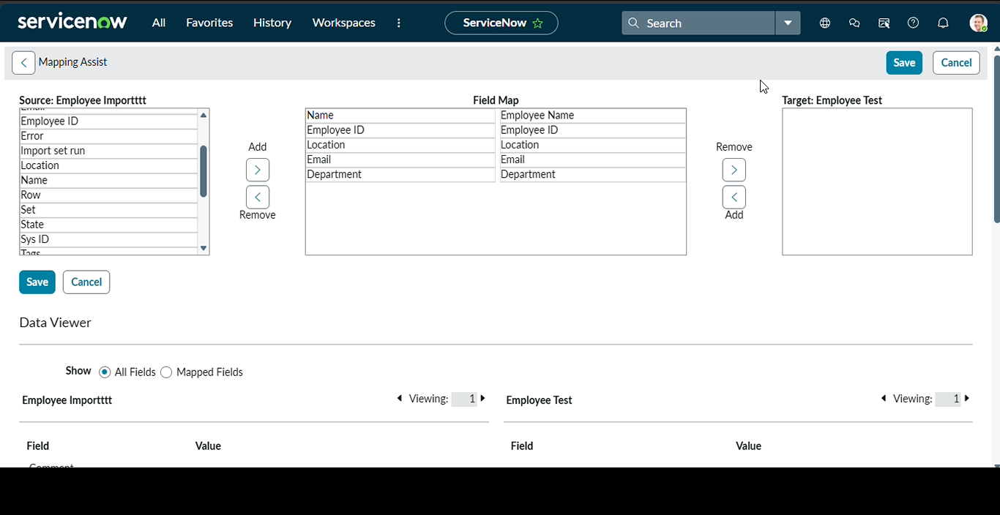 servicenow All Favorites History Workspaces ServiceNow Search
Mapping Assist Save Cancel
Source: Employee Importttt Field Map Target: Employee Test
Email
Employee ID
Error
Import set run
Location
Name
Row
Set
State
Sys ID
Tags
Add
Remove
Name Employee Name
Employee ID Employee ID
Location Location
Email Email
Department Department
Remove
Add
Save Cancel
Data Viewer
Show All Fields Mapped Fields
Employee Importttt Viewing: 1 Employee Test Viewing: 1
Field Value Field Value
Comment